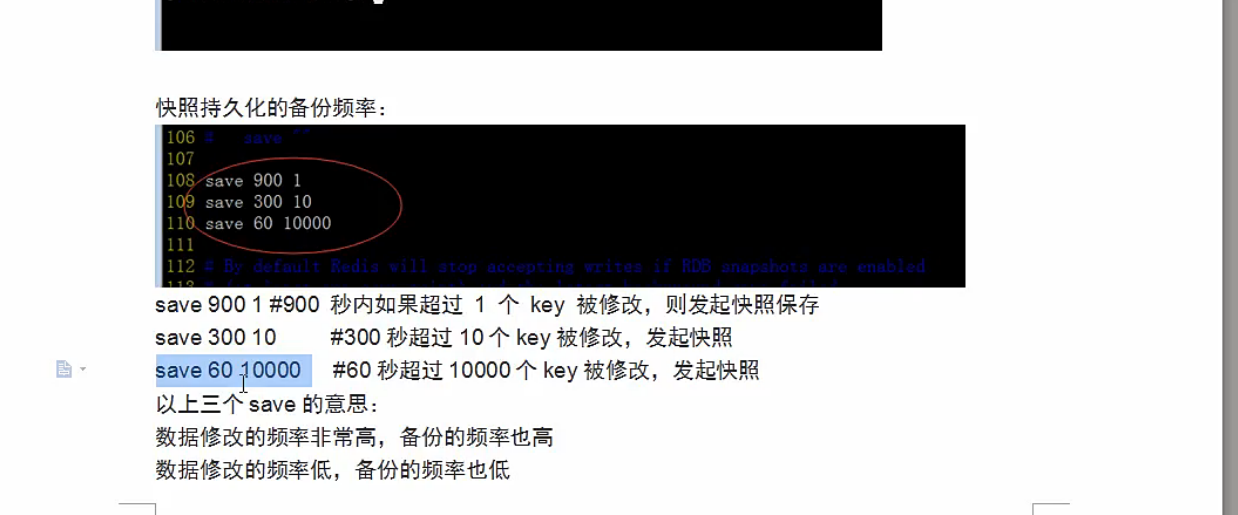 快照持久化的备份频率：
106 #   save ""
107
108 save 900 1
109 save 300 10
110 save 60 10000
111
112 # By default Redis will stop accepting writes if RDB snapshots are enabled
save 900 1 #900 秒内如果超过 1 个 key 被修改，则发起快照保存
save 300 10 #300 秒超过 10 个 key 被修改，发起快照
save 60 10000 #60 秒超过 10000 个 key 被修改，发起快照
以上三个 save 的意思：
数据修改的频率非常高，备份的频率也高
数据修改的频率低，备份的频率也低